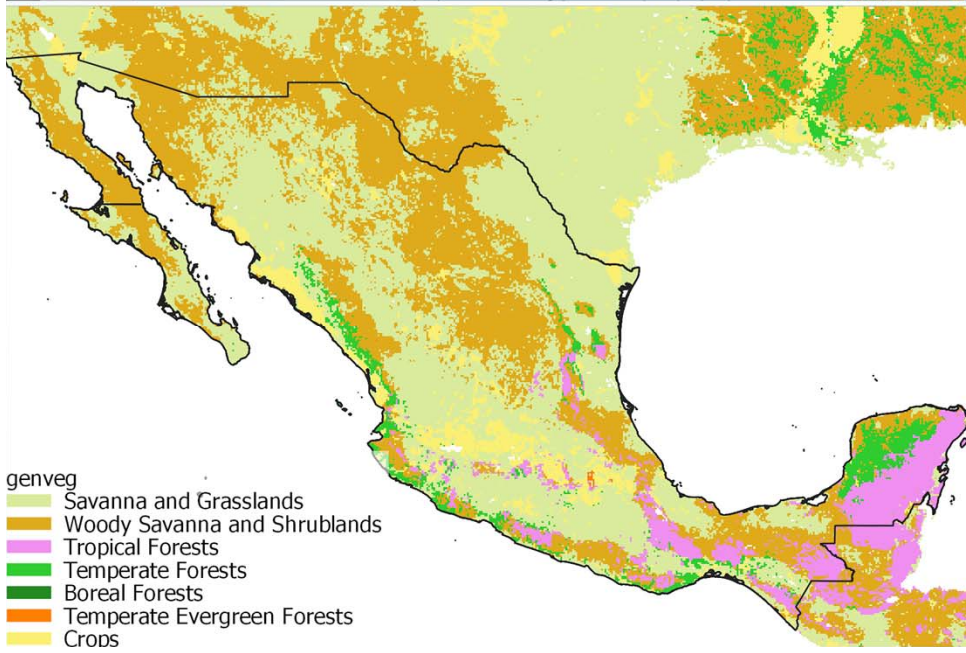 genveg
Savanna and Grasslands
Woody Savanna and Shrublands
Tropical Forests
Temperate Forests
Boreal Forests
Temperate Evergreen Forests
Crops